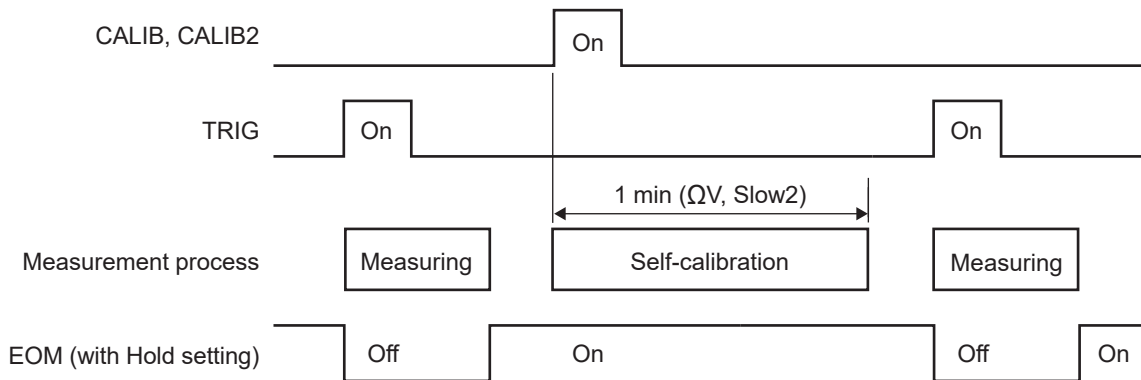 CALIB, CALIB2
On
TRIG
On
On
1 min (ΩV, Slow2)
Measurement process
Measuring
Self-calibration
Measuring
EOM (with Hold setting)
Off
On
Off
On